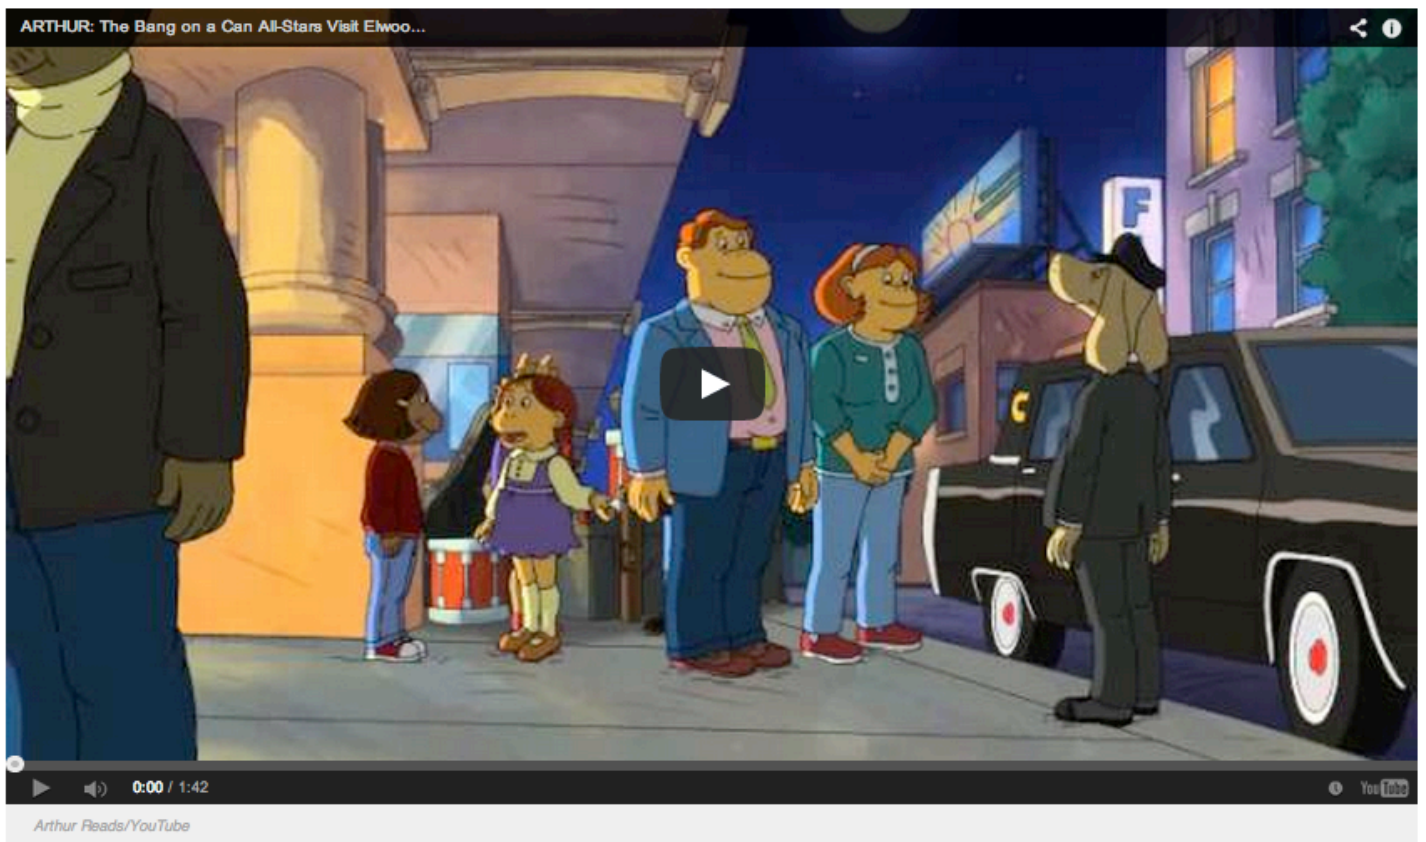 ARTHUR: The Bang on a Can All-Stars Visit Elwoo...
F
C
0:00 / 1:42
YouTube
Arthur Reads/YouTube